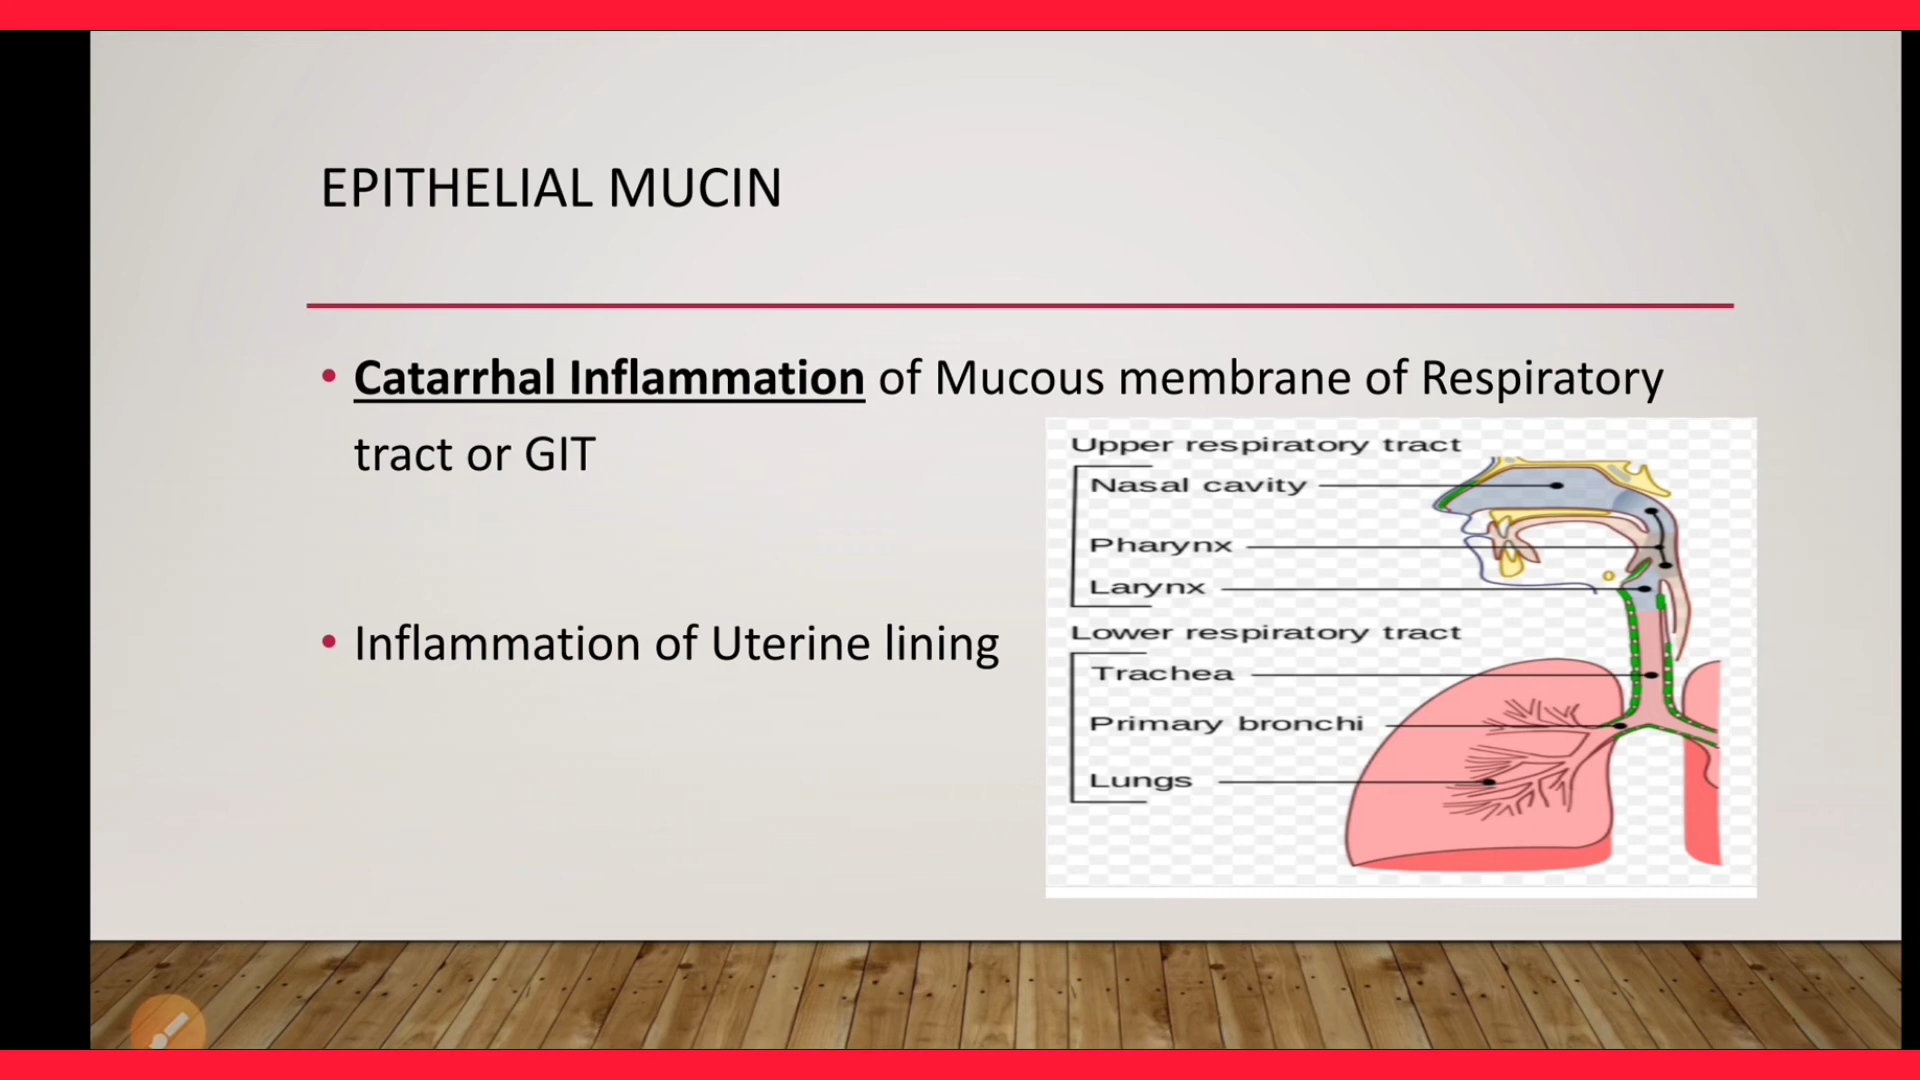 EPITHELIAL MUCIN
• Catarrhal Inflammation of Mucous membrane of Respiratory
tract or GIT
• Inflammation of Uterine lining
Upper respiratory tract
Nasal cavity
Pharynx
Larynx
Lower respiratory tract
Trachea
Primary bronchi
Lungs